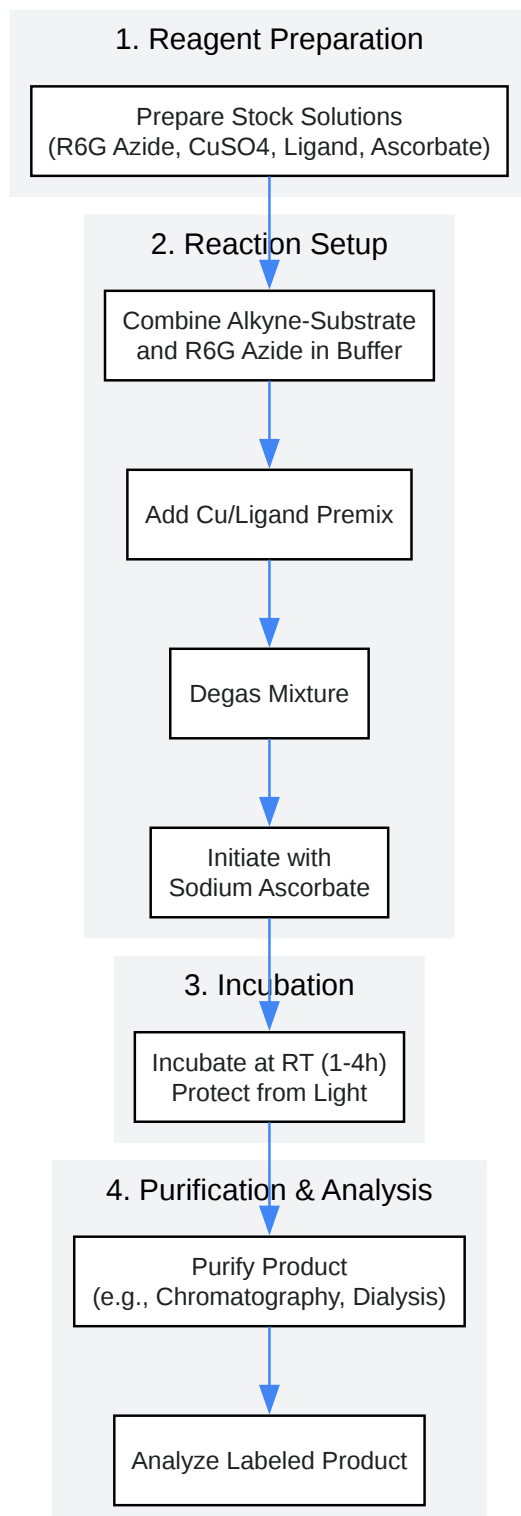 1. Reagent Preparation
Prepare Stock Solutions
(R6G Azide, CuSO4, Ligand, Ascorbate)
2. Reaction Setup
Combine Alkyne-Substrate
and R6G Azide in Buffer
Add Cu/Ligand Premix
Degas Mixture
Initiate with
Sodium Ascorbate
3. Incubation
Incubate at RT (1-4h)
Protect from Light
4. Purification & Analysis
Purify Product
(e.g., Chromatography, Dialysis)
Analyze Labeled Product